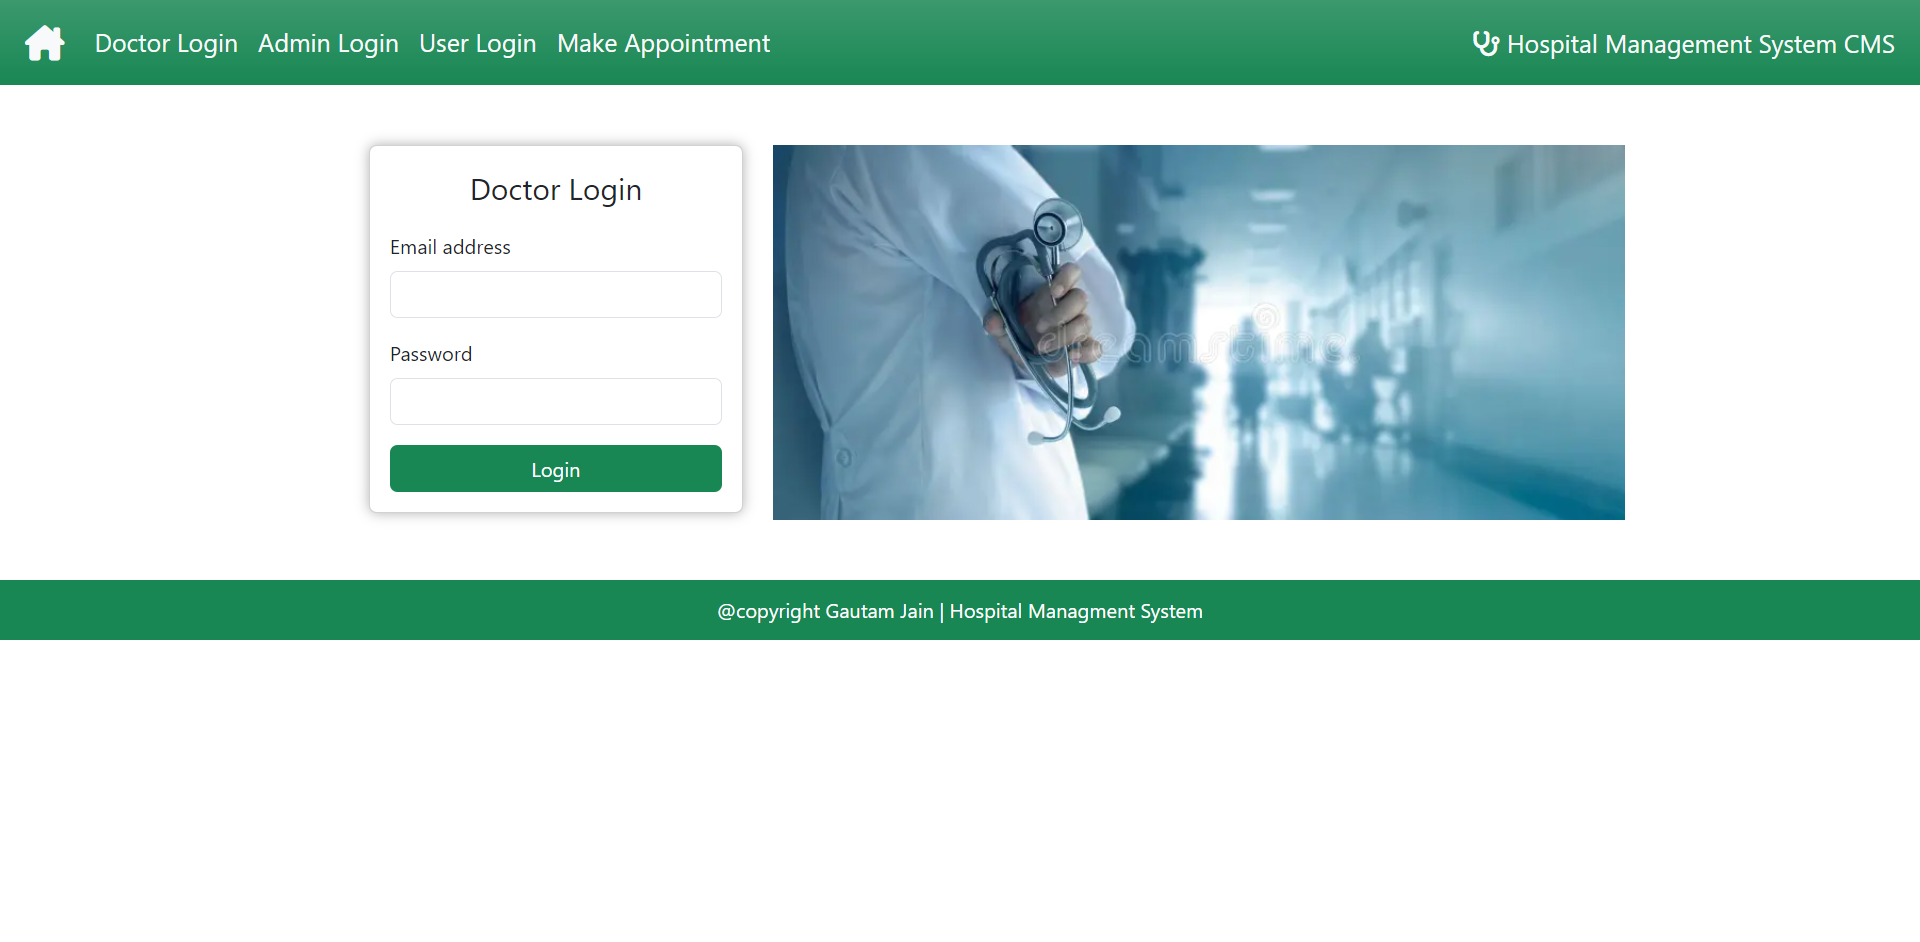 Doctor Login Admin Login User Login Make Appointment Hospital Management System CMS
Doctor Login
Email address
Password
Login
dreamstime
@copyright Gautam Jain | Hospital Managment System